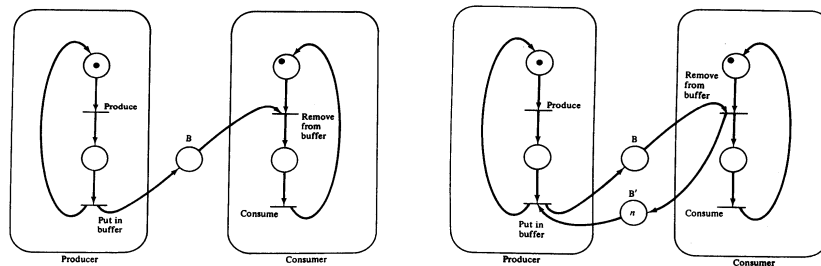 Produce
B
Remove
from
buffer
Put in
buffer
Consume
Producer
Consumer
Remove
from
buffer
Produce
B
B'
n
Put in
buffer
Consume
Producer
Consumer